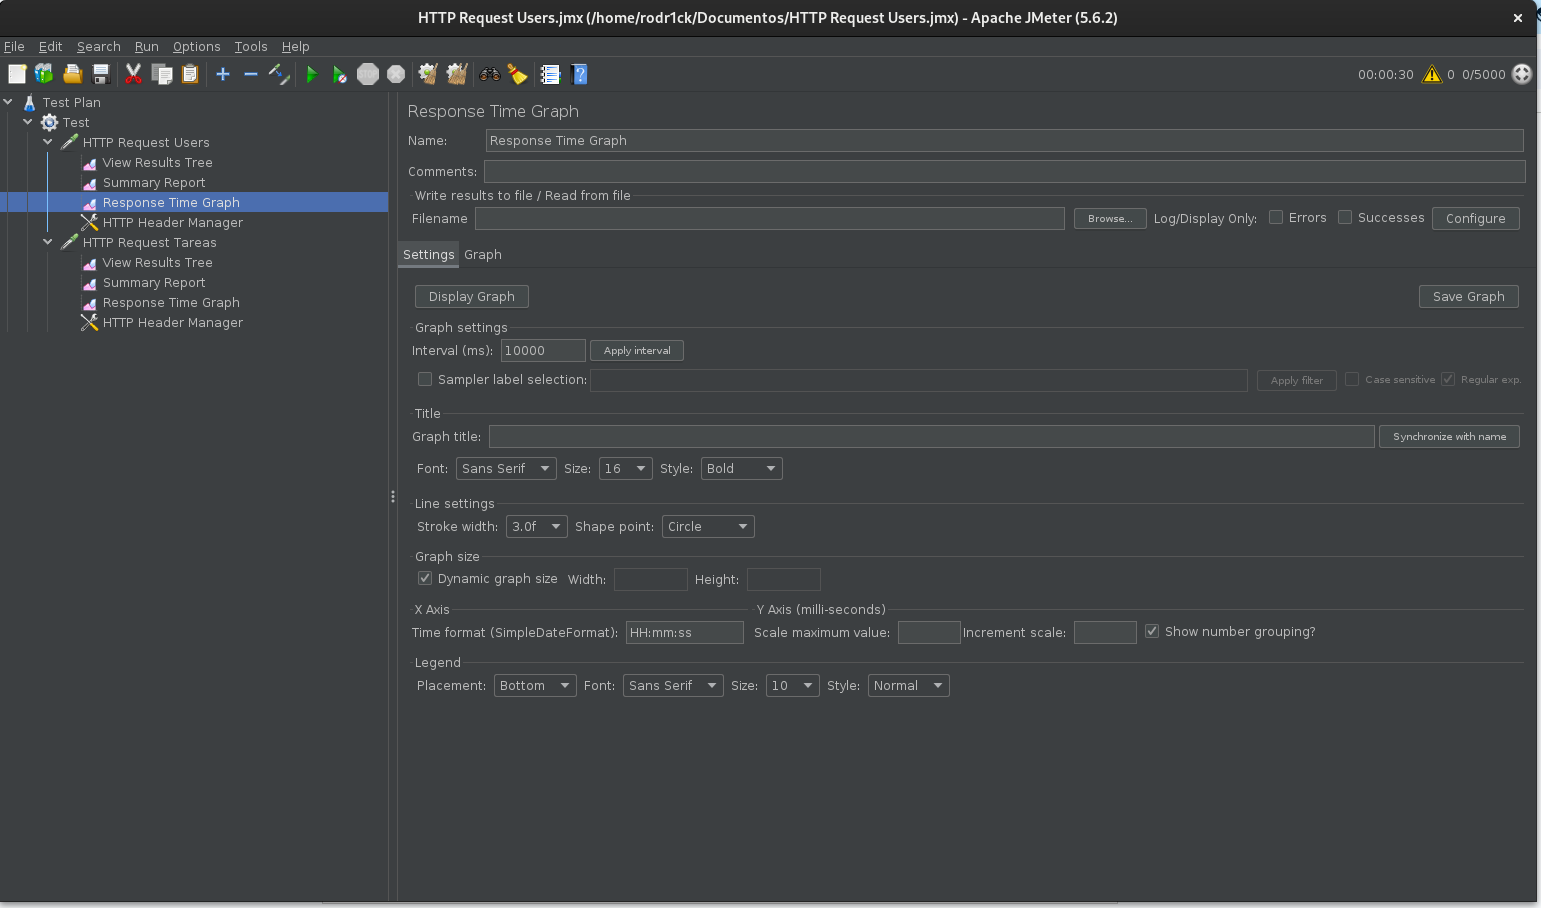 HTTP Request Users.jmx (/home/rodr1ck/Documentos/HTTP Request Users.jmx) - Apache JMeter (5.6.2)
File Edit Search Run Options Tools Help
00:00:30 0 0/5000
Test Plan
Test
HTTP Request Users
View Results Tree
Summary Report
Response Time Graph
HTTP Header Manager
HTTP Request Tareas
View Results Tree
Summary Report
Response Time Graph
HTTP Header Manager
Response Time Graph
Name: Response Time Graph
Comments:
Write results to file / Read from file
Filename Browse... Log/Display Only: Errors Successes Configure
Settings Graph
Display Graph Save Graph
Graph settings
Interval (ms): 10000 Apply interval
Sampler label selection: Apply filter Case sensitive Regular exp.
Title
Graph title: Synchronize with name
Font: Sans Serif Size: 16 Style: Bold
Line settings
Stroke width: 3.0f Shape point: Circle
Graph size
Dynamic graph size Width: Height:
X Axis Y Axis (milli-seconds)
Time format (SimpleDateFormat): HH:mm:ss Scale maximum value: Increment scale: Show number grouping?
Legend
Placement: Bottom Font: Sans Serif Size: 10 Style: Normal